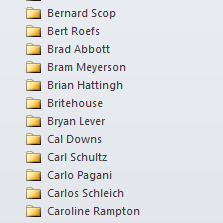 Bernard Scop
Bert Roefs
Brad Abbott
Bram Meyerson
Brian Hattingh
Britehouse
Bryan Lever
Cal Downs
Carl Schultz
Carlo Pagani
Carlos Schleich
Caroline Rampton